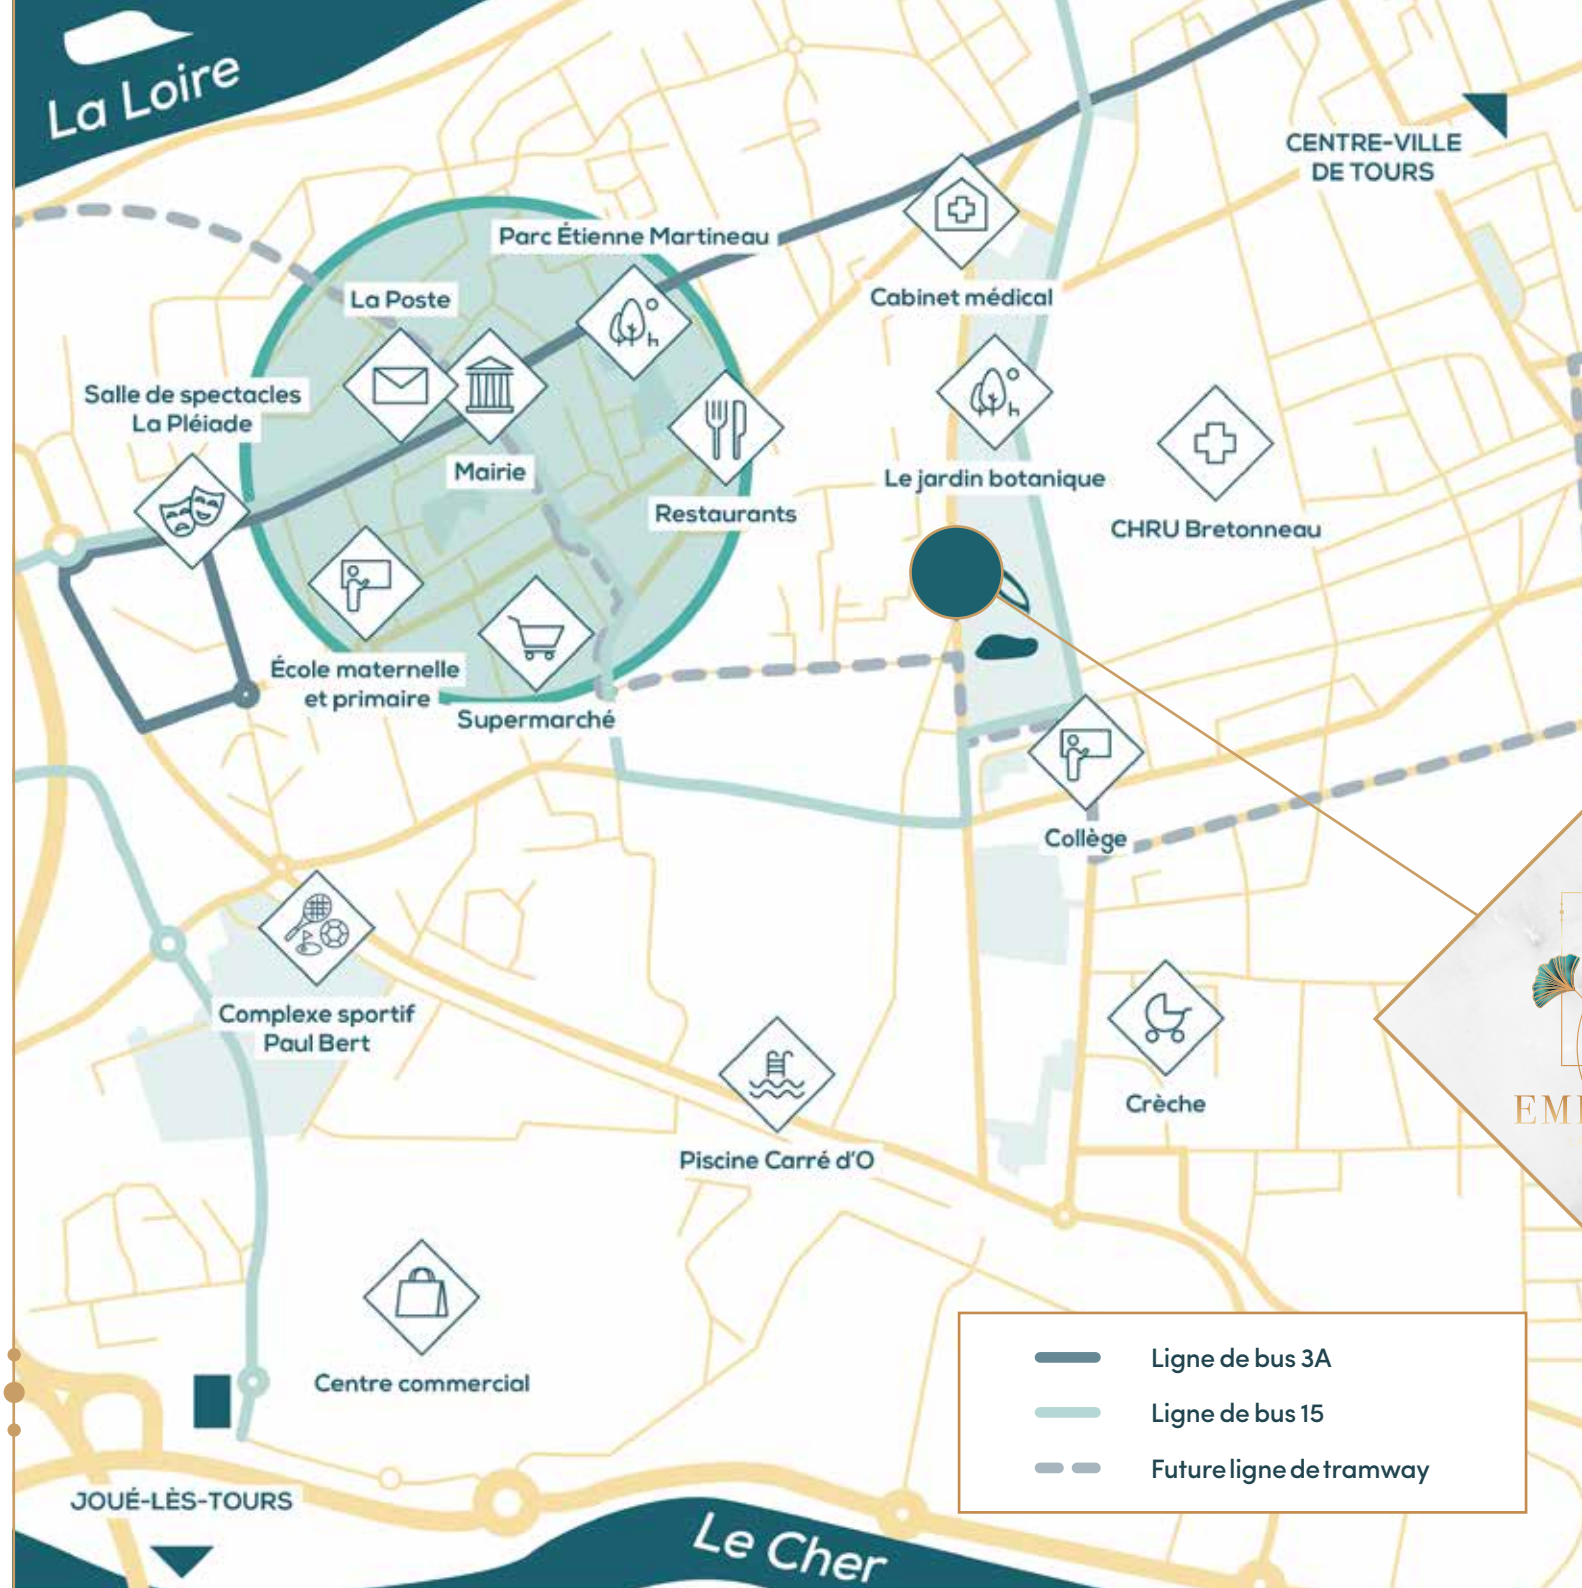 La Loire
CENTRE-VILLE
DE TOURS
Parc Étienne Martineau
La Poste
Cabinet médical
Salle de spectacles
La Pléiade
Mairie
Le jardin botanique
Restaurants
CHRU Bretonneau
École maternelle
et primaire
Supermarché
Collège
Complexe sportif
Paul Bert
Crèche
Piscine Carré d'O
Centre commercial
Ligne de bus 3A
Ligne de bus 15
Future ligne de tramway
JOUÉ-LÈS-TOURS
Le Cher